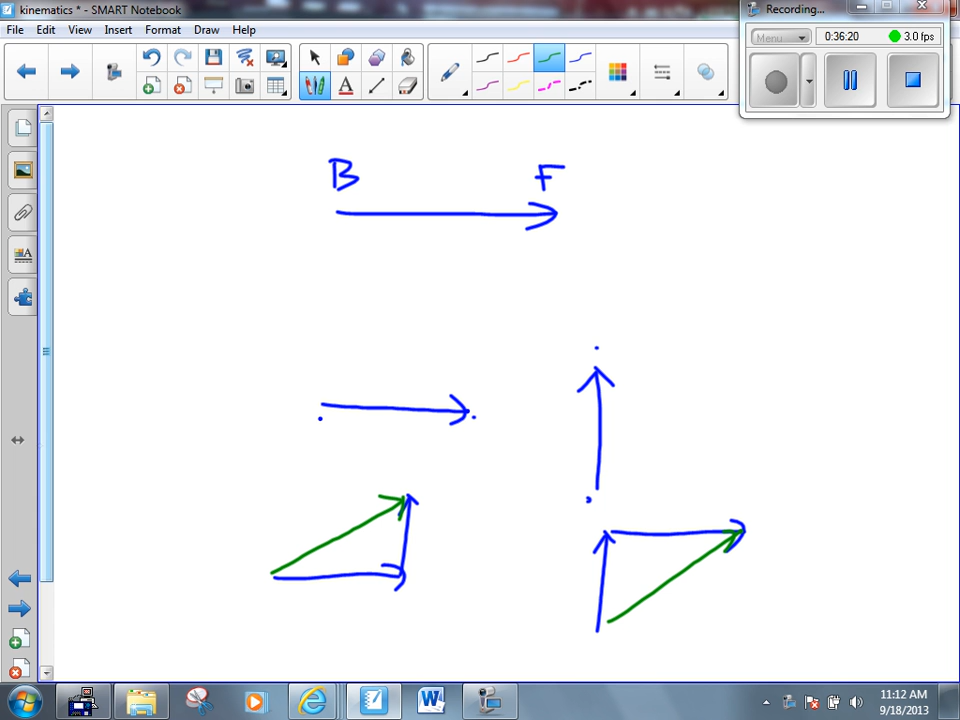 kinematics * - SMART Notebook
File Edit View Insert Format Draw Help
Recording...
Menu 0:36:20 3.0 fps
B F
11:12 AM
9/18/2013